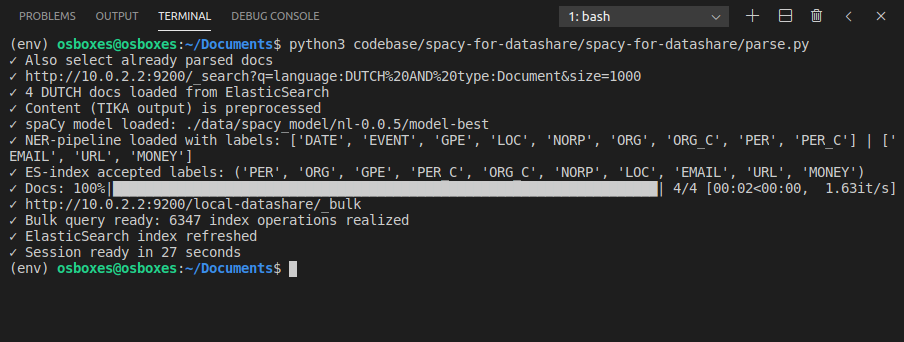 PROBLEMS OUTPUT TERMINAL DEBUG CONSOLE 1: bash
(env) osboxes@osboxes:~/Documents$ python3 codebase/spacy-for-datashare/spacy-for-datashare/parse.py
✓ Also select already parsed docs
✓ http://10.0.2.2:9200/_search?q=language:DUTCH%20AND%20type:Document&size=1000
✓ 4 DUTCH docs loaded from ElasticSearch
✓ Content (TIKA output) is preprocessed
✓ spaCy model loaded: ./data/spacy_model/nl-0.0.5/model-best
✓ NER-pipeline loaded with labels: ['DATE', 'EVENT', 'GPE', 'LOC', 'NORP', 'ORG', 'ORG_C', 'PER', 'PER_C'] | ['
EMAIL', 'URL', 'MONEY']
✓ ES-index accepted labels: ('PER', 'ORG', 'GPE', 'PER_C', 'ORG_C', 'NORP', 'LOC', 'EMAIL', 'URL', 'MONEY')
✓ Docs: 100%| | 4/4 [00:02<00:00, 1.63it/s]
✓ http://10.0.2.2:9200/local-datashare/_bulk
✓ Bulk query ready: 6347 index operations realized
✓ ElasticSearch index refreshed
✓ Session ready in 27 seconds
(env) osboxes@osboxes:~/Documents$